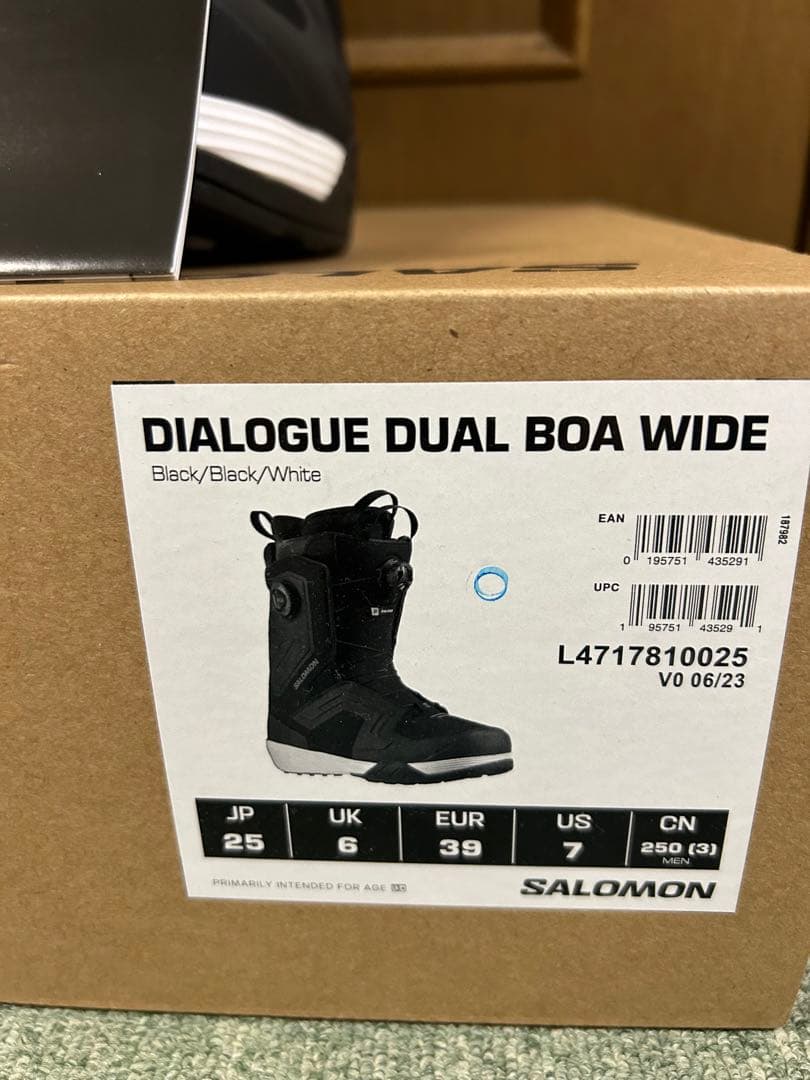 DIALOGUE DUAL BOA WIDE
Black/Black/White
EAN
0 195751 435291
187982
UPC
1 95751 43529 1
L4717810025
V0 06/23
SALOMON
JP UK EUR US CN
25 6 39 7 250 (3)
MEN
PRIMARILY INTENDED FOR AGE
SALOMON